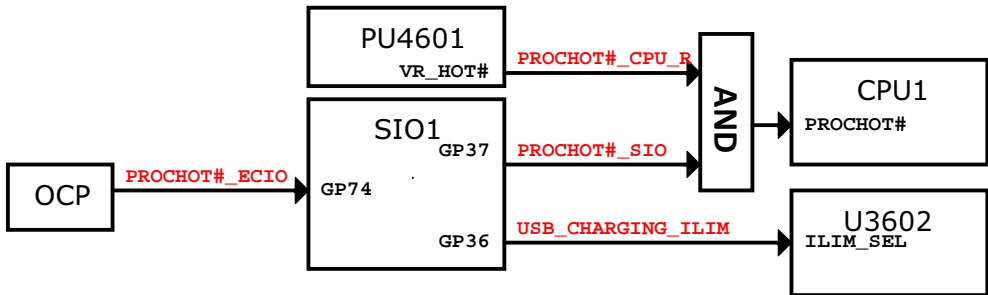 PU4601
VR_HOT#
PROCHOT#_CPU_R
AND
CPU1
PROCHOT#
SIO1
GP37
PROCHOT#_SIO
OCP
PROCHOT#_ECIO
GP74
GP36
USB_CHARGING_ILIM
U3602
ILIM_SEL